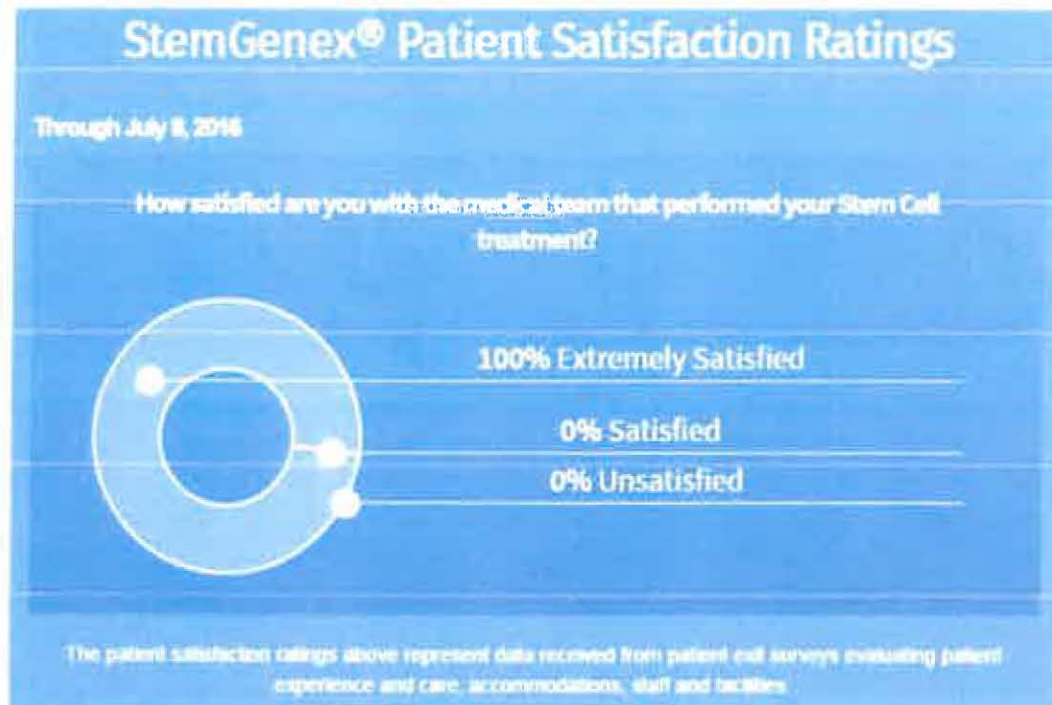 StemGenex® Patient Satisfaction Ratings
Through July 8, 2016
How satisfied are you with the medical team that performed your Stem Cell
treatment?
100% Extremely Satisfied
0% Satisfied
0% Unsatisfied
The patient satisfaction ratings above represent data received from patient exit surveys evaluating patient
experience and care, accommodations, staff and facilities